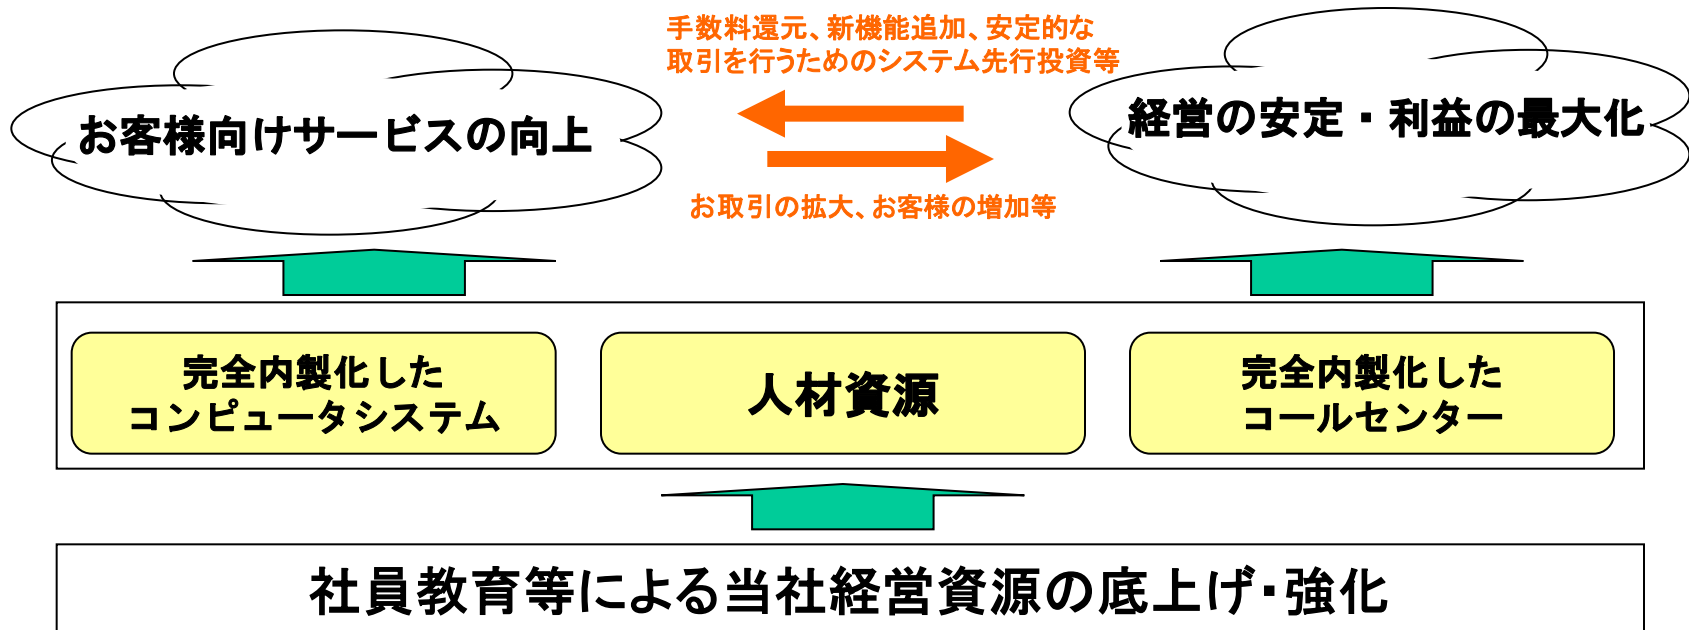 手数料還元、新機能追加、安定的な
取引を行うためのシステム先行投資等
お客様向けサービスの向上
経営の安定・利益の最大化
お取引の拡大、お客様の増加等
完全内製化した
コンピュータシステム
人材資源
完全内製化した
コールセンター
社員教育等による当社経営資源の底上げ・強化